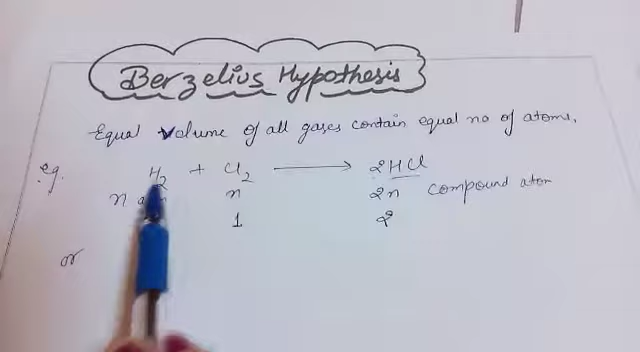 Berzelius Hypothesis
Equal Volume of all gases contain equal no of atoms.
eg. H2 + Cl2 ⟶ 2HCl
n n 2n compound atom
1 2
or